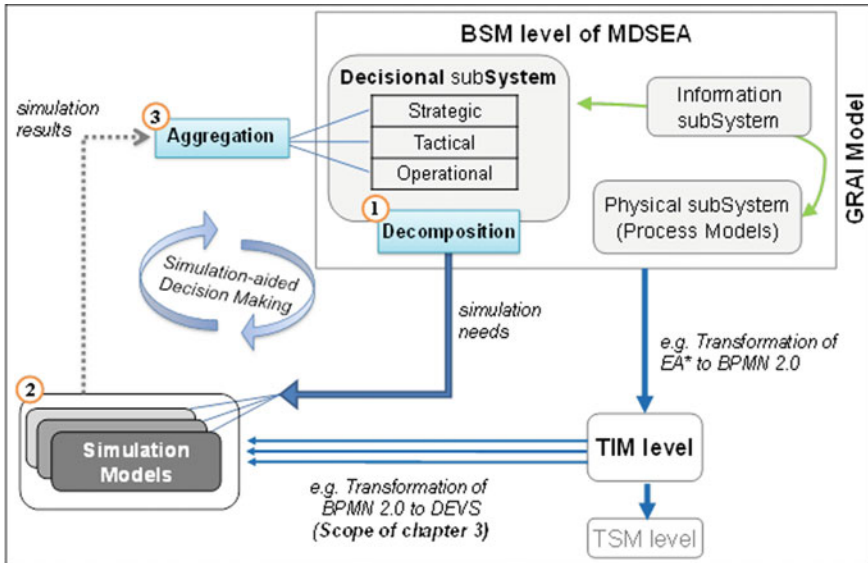 BSM level of MDSEA
Decisional subSystem
Strategic
Tactical
Operational
Information
subSystem
Physical subSystem
(Process Models)
GRAI Model
simulation
results
3
Aggregation
1
Decomposition
Simulation-aided
Decision Making
simulation
needs
e.g. Transformation of
EA* to BPMN 2.0
2
Simulation
Models
TIM level
e.g. Transformation of
BPMN 2.0 to DEVS
(Scope of chapter 3)
TSM level